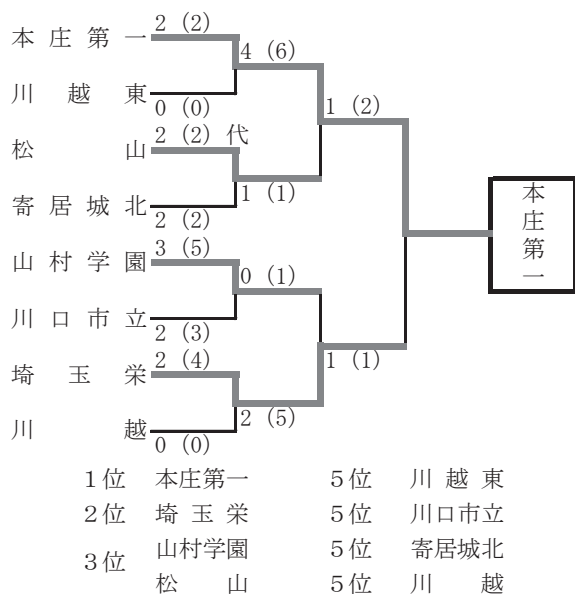 本庄第一 2 (2)
4 (6)
川越東 0 (0)
1 (2)
松山 2 (2) 代
1 (1)
寄居城北 2 (2)
本庄第一
山村学園 3 (5)
0 (1)
川口市立 2 (3)
1 (1)
埼玉栄 2 (4)
2 (5)
川越 0 (0)
1位 本庄第一 5位 川越東
2位 埼玉栄 5位 川口市立
3位 山村学園 5位 寄居城北
松山 5位 川越